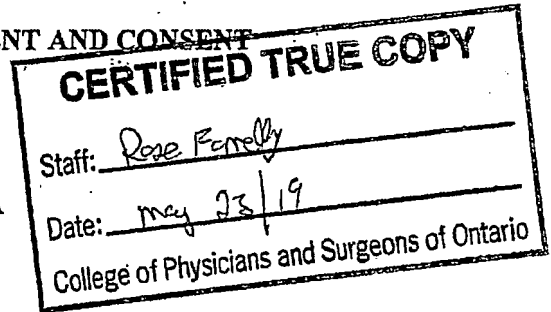 ENT AND CONSENT
CERTIFIED TRUE COPY
Staff: Rose Farrelly
Date: May 23/19
College of Physicians and Surgeons of Ontario